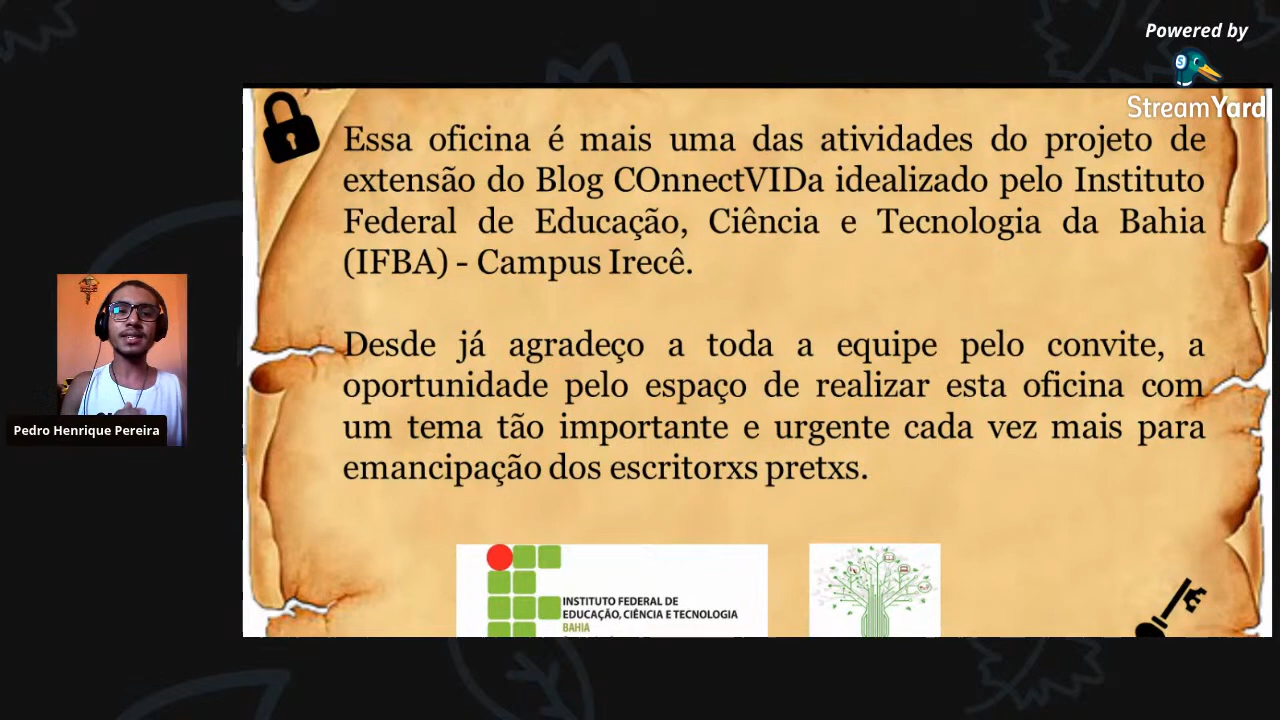 Powered by
StreamYard
Essa oficina é mais uma das atividades do projeto de
extensão do Blog COnnectVIDa idealizado pelo Instituto
Federal de Educação, Ciência e Tecnologia da Bahia
(IFBA) - Campus Irecê.
Desde já agradeço a toda a equipe pelo convite, a
oportunidade pelo espaço de realizar esta oficina com
um tema tão importante e urgente cada vez mais para
emancipação dos escritorxs pretxs.
Pedro Henrique Pereira
INSTITUTO FEDERAL DE
EDUCAÇÃO, CIÊNCIA E TECNOLOGIA
BAHIA